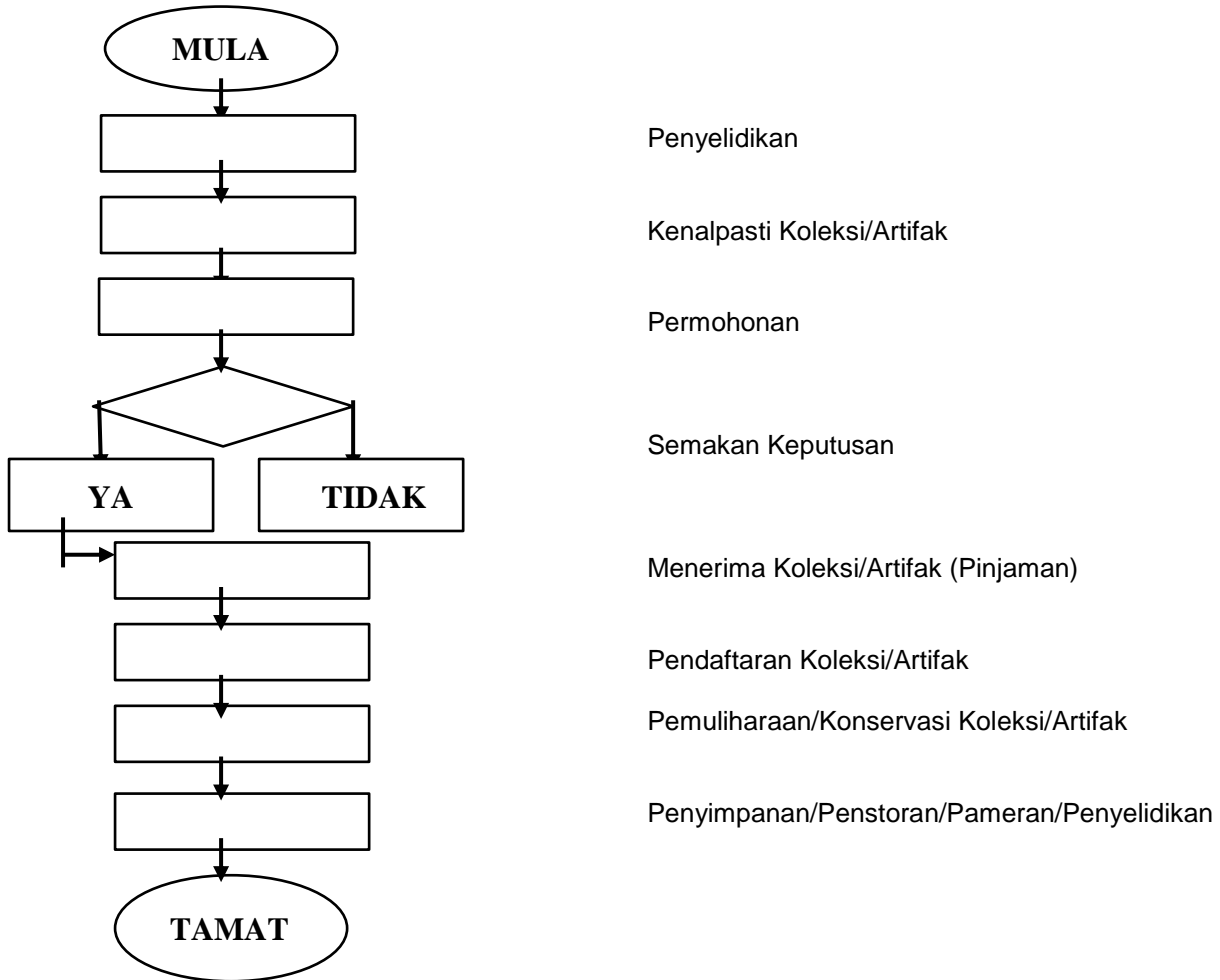 MULA
Penyelidikan
Kenalpasti Koleksi/Artifak
Permohonan
Semakan Keputusan
YA
TIDAK
Menerima Koleksi/Artifak (Pinjaman)
Pendaftaran Koleksi/Artifak
Pemuliharaan/Konservasi Koleksi/Artifak
Penyimpanan/Penstoran/Pameran/Penyelidikan
TAMAT